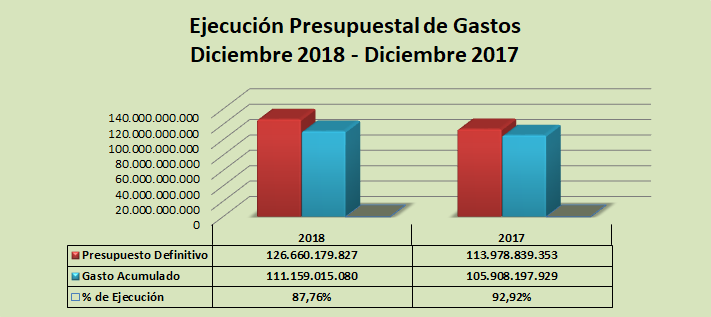 Ejecución Presupuestal de Gastos
Diciembre 2018 - Diciembre 2017
140.000.000.000
120.000.000.000
100.000.000.000
80.000.000.000
60.000.000.000
40.000.000.000
20.000.000.000
0
2018 2017
Presupuesto Definitivo 126.660.179.827 113.978.839.353
Gasto Acumulado 111.159.015.080 105.908.197.929
% de Ejecución 87,76% 92,92%